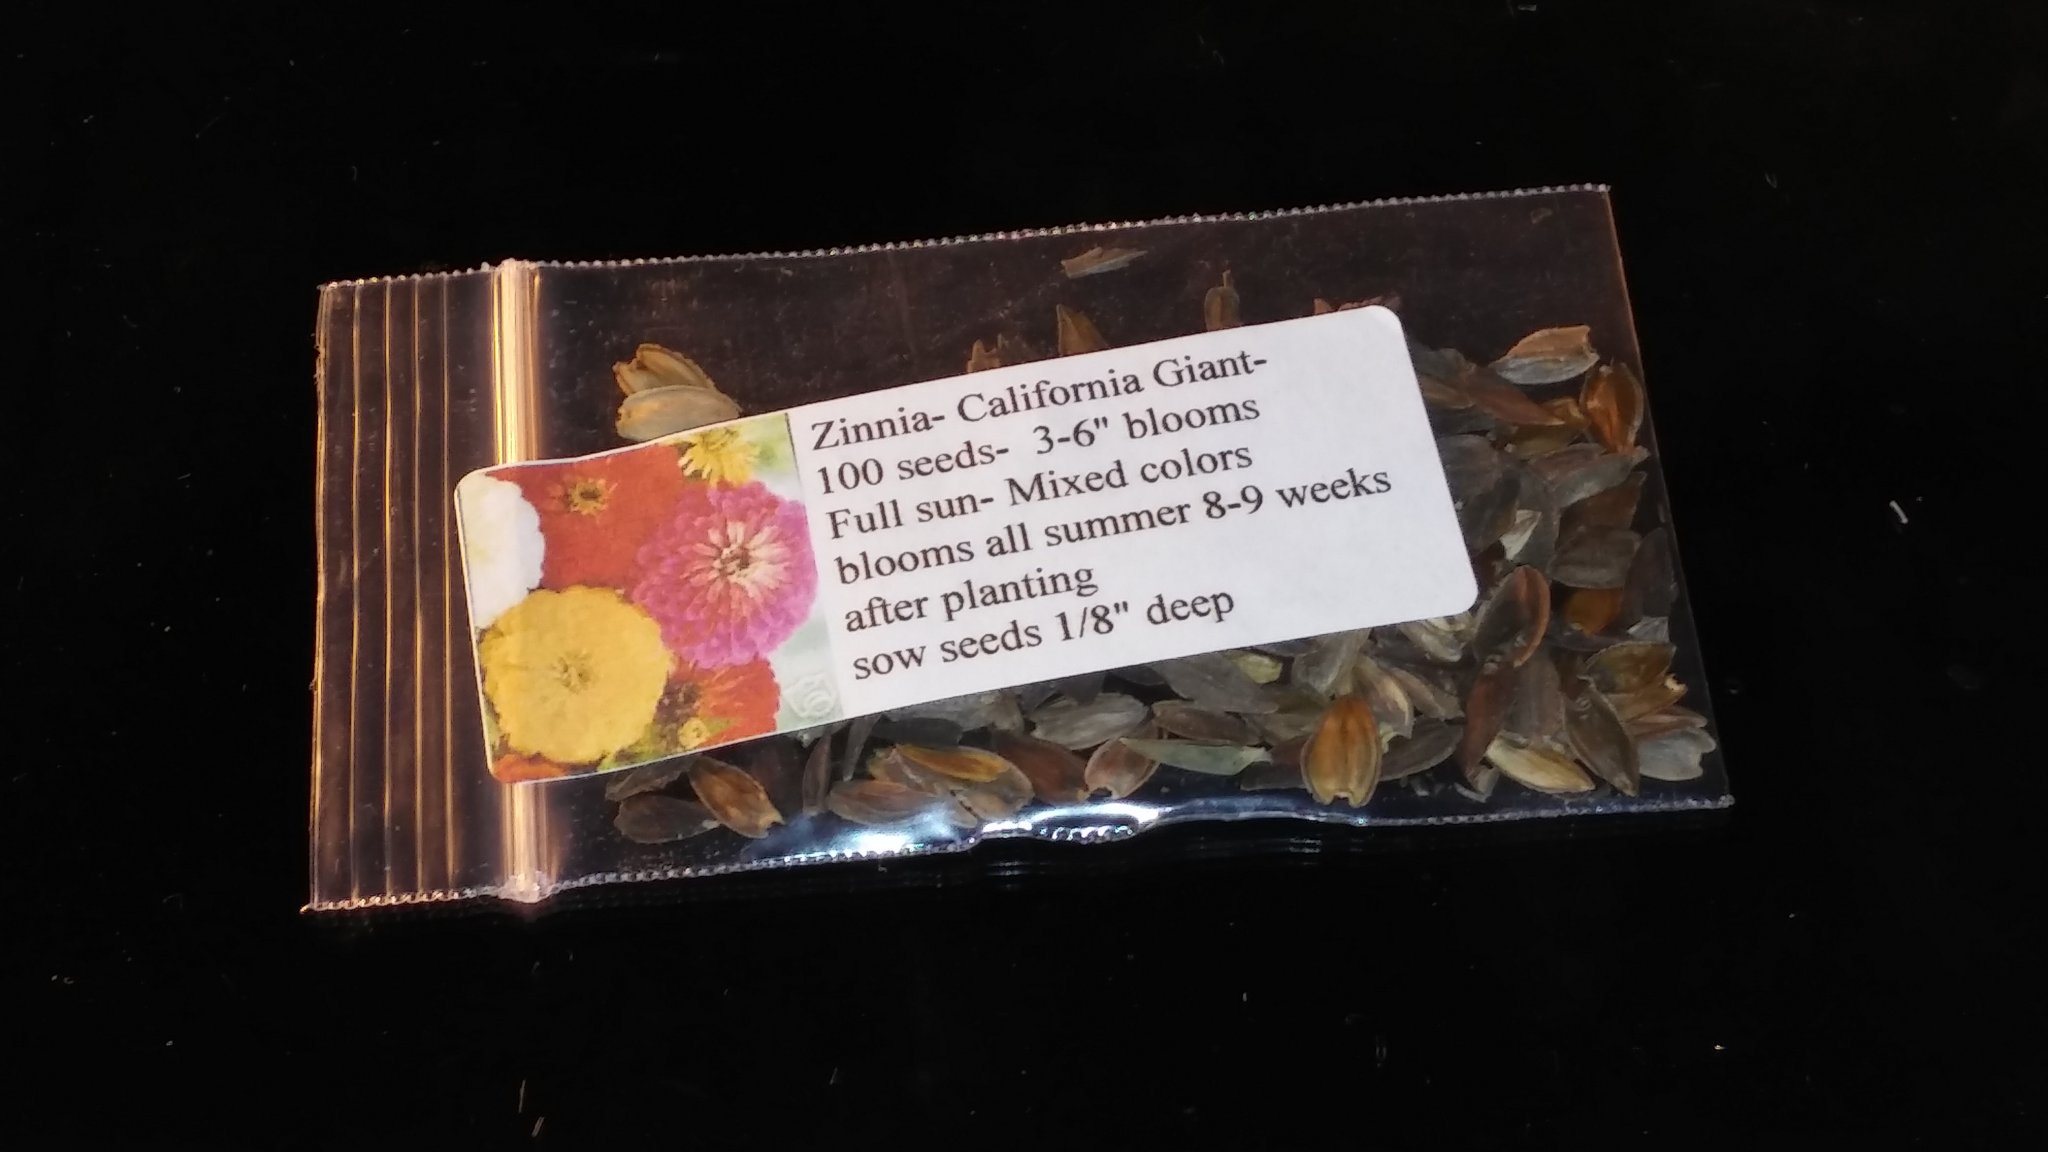 Zinnia- California Giant-
100 seeds-  3-6" blooms
Full sun- Mixed colors
blooms all summer 8-9 weeks
after planting
sow seeds 1/8" deep